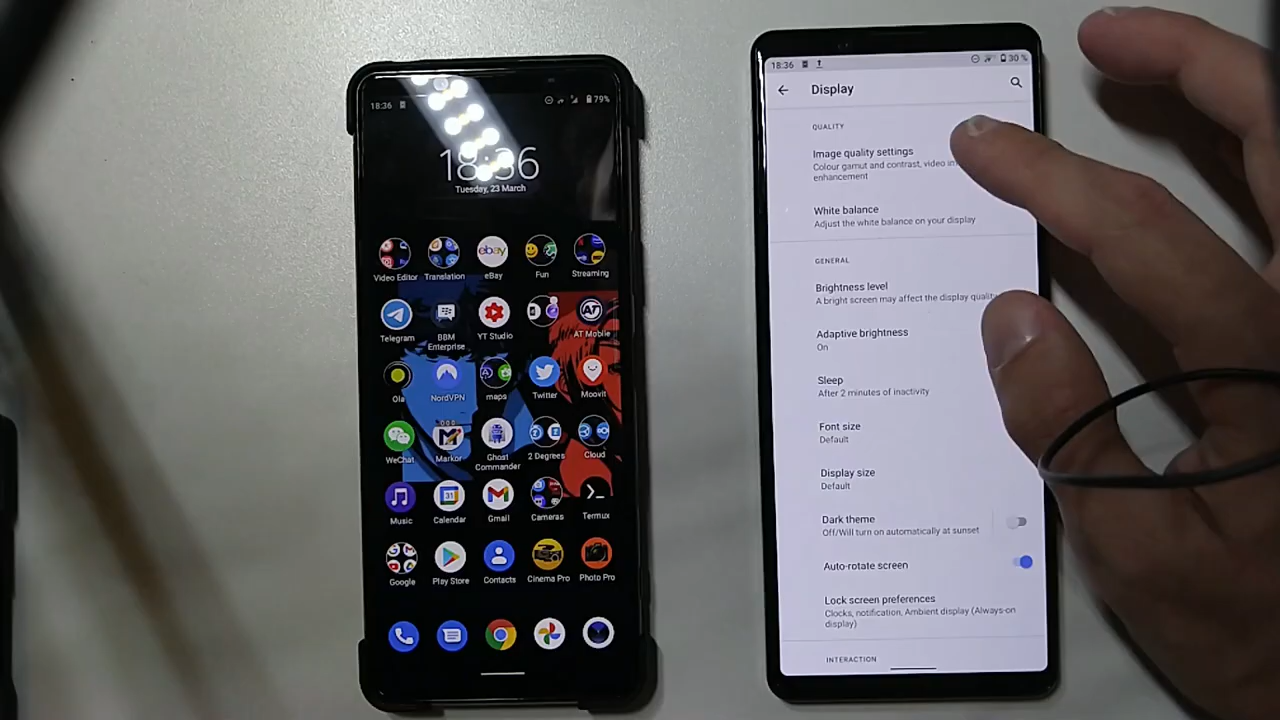 18:36
79%
18:36
Tuesday, 23 March
Video Editor
Translation
eBay
Fun
Streaming
Telegram
BBM
Enterprise
YT Studio
AT Mobile
Ola
NordVPN
maps
Twitter
Moovit
WeChat
Markor
Ghost
Commander
2 Degrees
Cloud
Music
Calendar
Gmail
Cameras
Termux
Google
Play Store
Contacts
Cinema Pro
Photo Pro
18:36
30 %
Display
QUALITY
Image quality settings
Colour gamut and contrast, video
enhancement
White balance
Adjust the white balance on your display
GENERAL
Brightness level
A bright screen may affect the display quality
Adaptive brightness
On
Sleep
After 2 minutes of inactivity
Font size
Default
Display size
Default
Dark theme
Off/Will turn on automatically at sunset
Auto-rotate screen
Lock screen preferences
Clocks, notification, Ambient display (Always-on
display)
INTERACTION